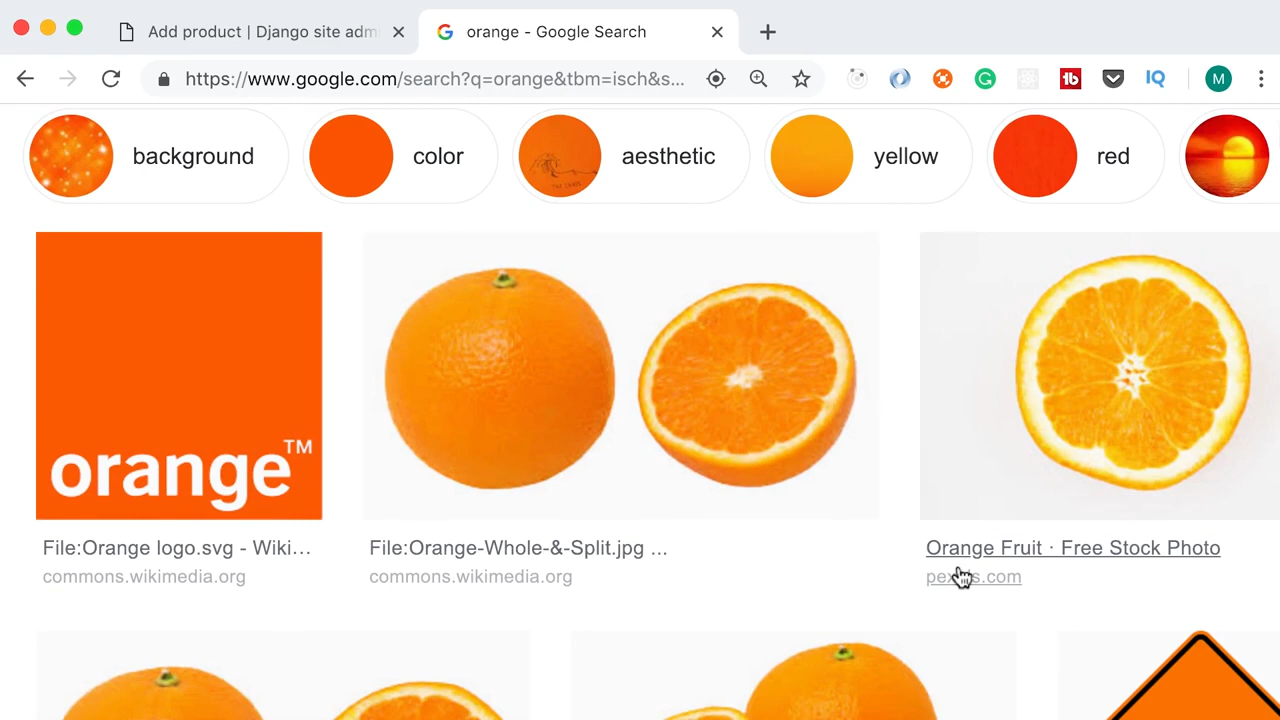 Add product | Django site adm
orange - Google Search
https://www.google.com/search?q=orange&tbm=isch&s...
M
background
color
aesthetic
yellow
red
orange™
File:Orange logo.svg - Wiki...
commons.wikimedia.org
File:Orange-Whole-&-Split.jpg ...
commons.wikimedia.org
Orange Fruit · Free Stock Photo